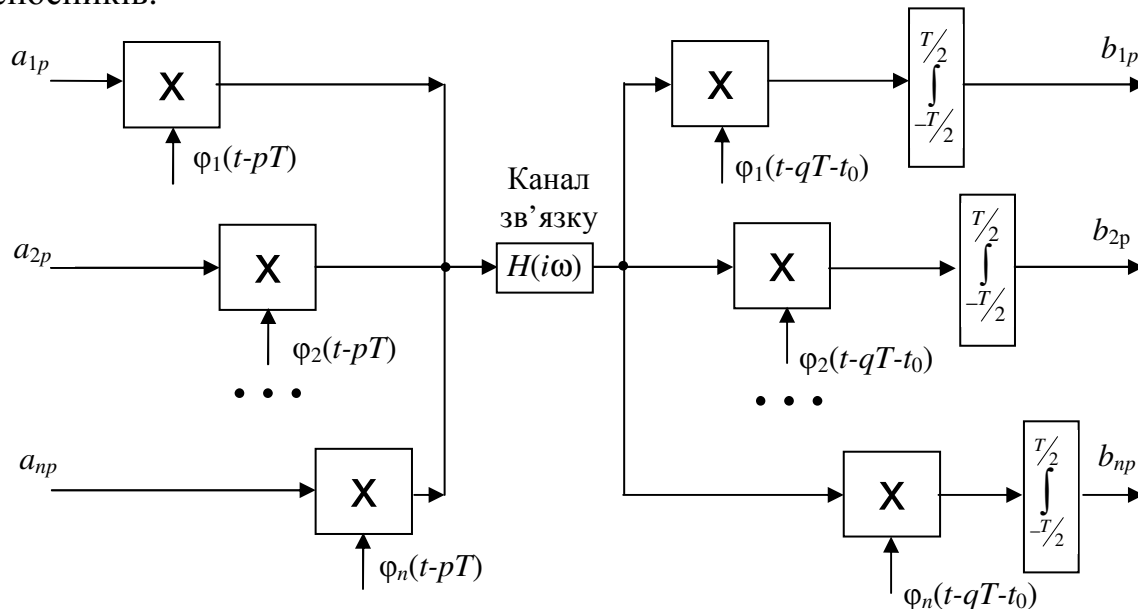 a₁ₚ
X
φ₁(t-pT)
a₂ₚ
X
φ₂(t-pT)
• • •
aₙₚ
X
φₙ(t-pT)
Канал
зв’язку
H(iω)
X
φ₁(t-qT-t₀)
T/2
∫
−T/2
b₁ₚ
X
φ₂(t-qT-t₀)
T/2
∫
−T/2
b₂ₚ
• • •
X
φₙ(t-qT-t₀)
T/2
∫
−T/2
bₙₚ